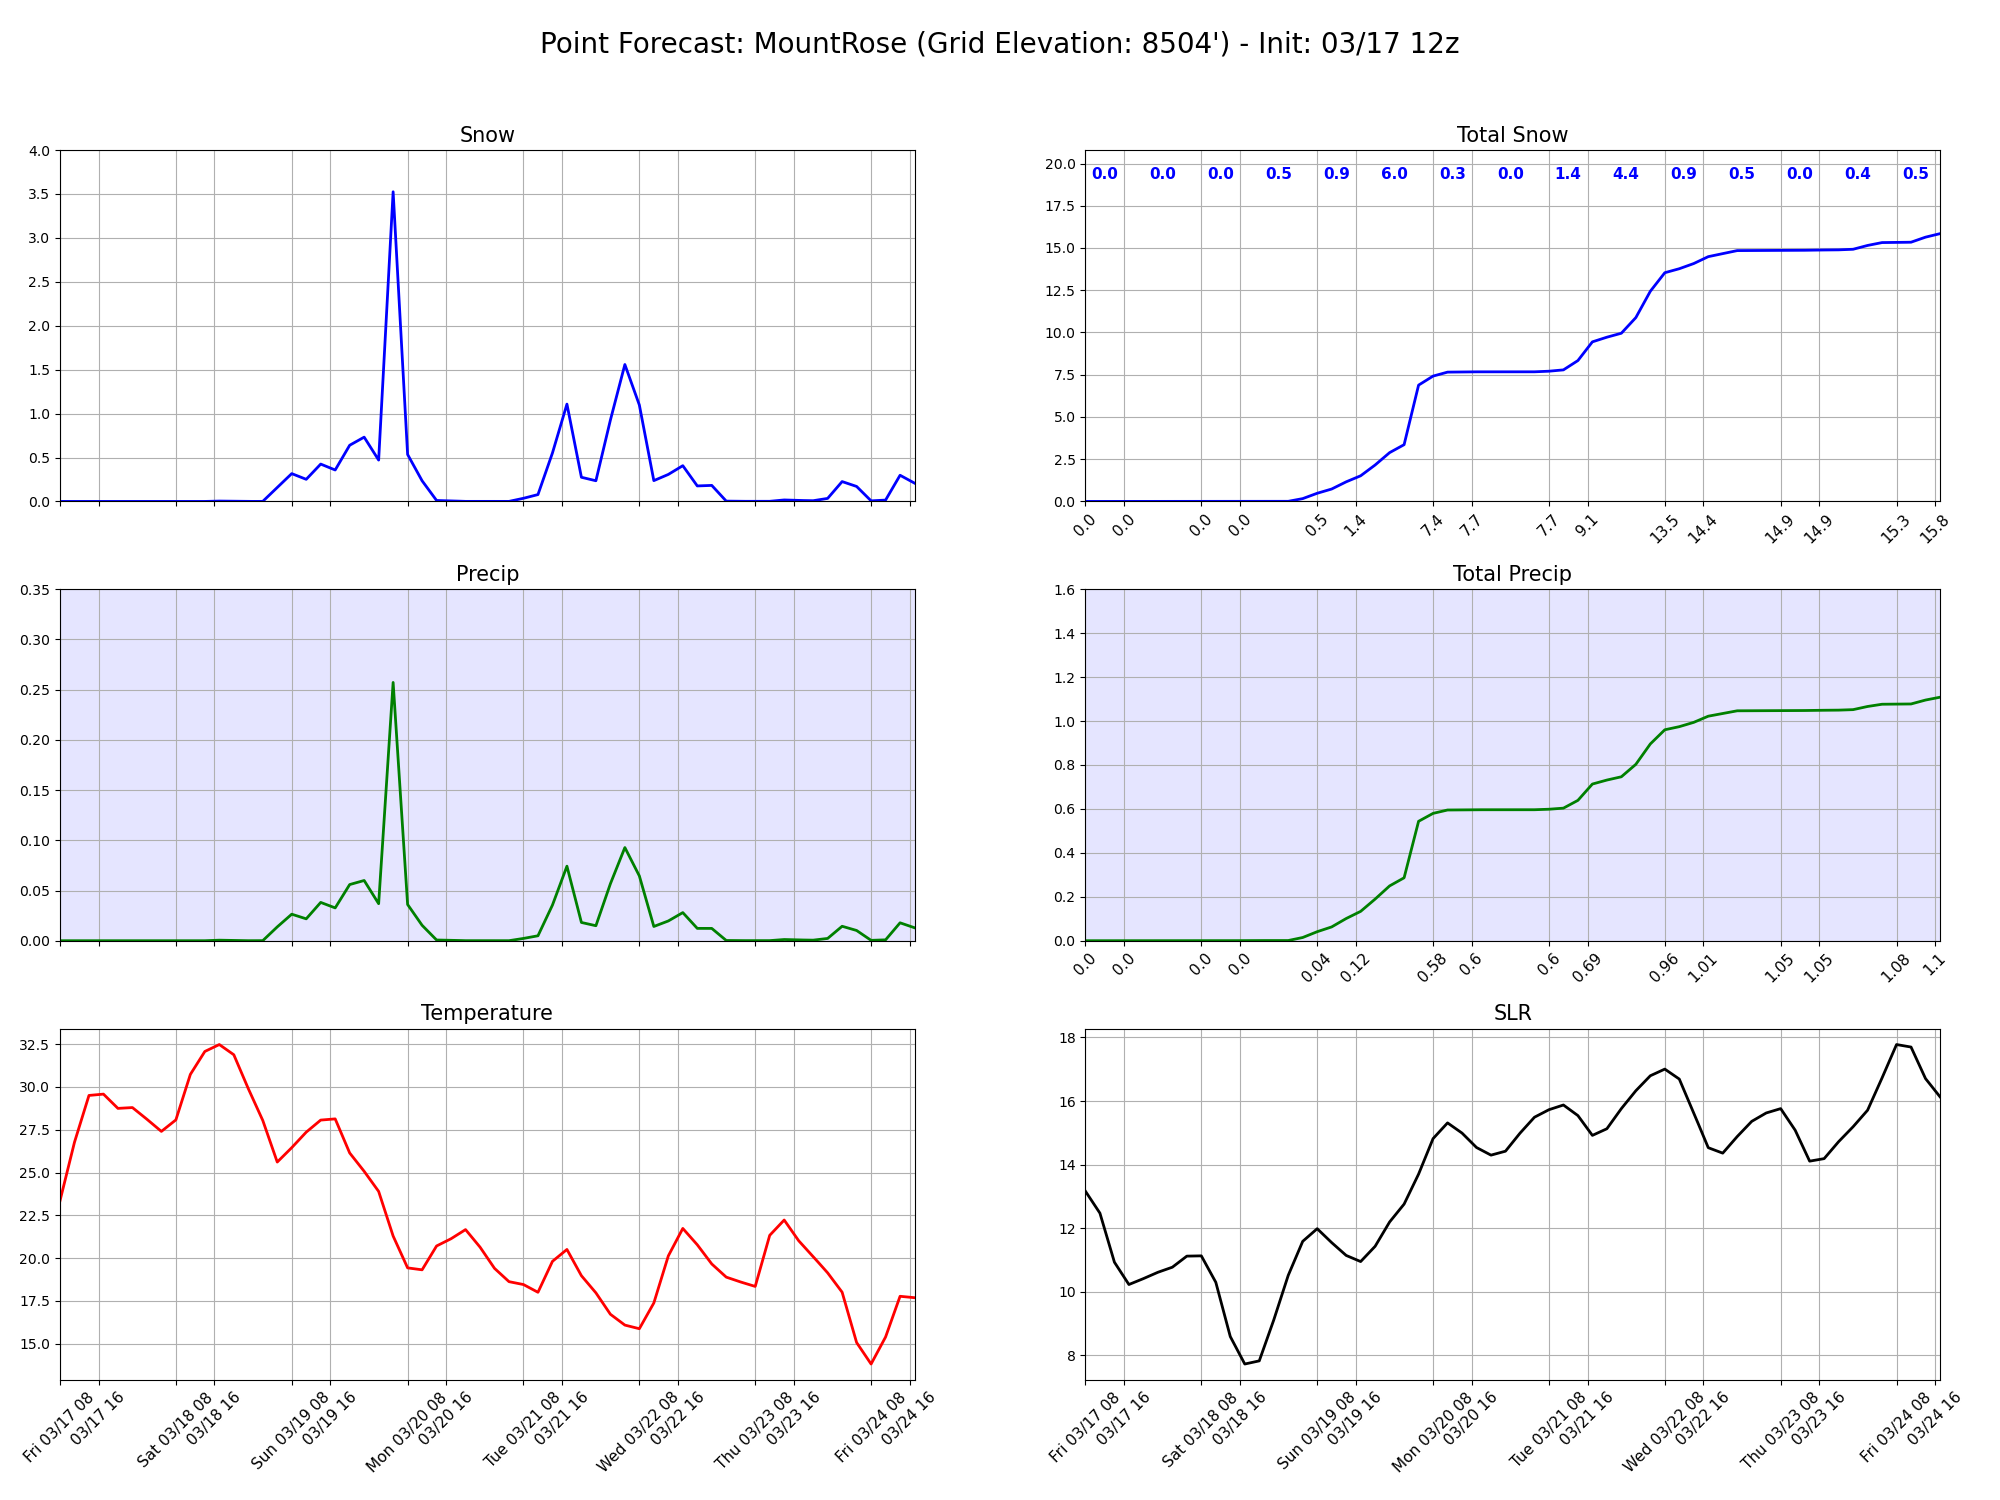 Point Forecast: MountRose (Grid Elevation: 8504') - Init: 03/17 12z
Snow
4.0
3.5
3.0
2.5
2.0
1.5
1.0
0.5
0.0
Total Snow
20.0
17.5
15.0
12.5
10.0
7.5
5.0
2.5
0.0
0.0 0.0 0.0 0.5 0.9 6.0 0.3 0.0 1.4 4.4 0.9 0.5 0.0 0.4 0.5
0.0 0.0 0.0 0.0 0.5 1.4 7.4 7.7 7.7 9.1 13.5 14.4 14.9 14.9 15.3 15.8
Precip
0.35
0.30
0.25
0.20
0.15
0.10
0.05
0.00
Total Precip
1.6
1.4
1.2
1.0
0.8
0.6
0.4
0.2
0.0
0.0 0.0 0.0 0.0 0.04 0.12 0.58 0.6 0.6 0.69 0.96 1.01 1.05 1.05 1.08 1.1
Temperature
32.5
30.0
27.5
25.0
22.5
20.0
17.5
15.0
Fri 03/17 08
03/17 16
Sat 03/18 08
03/18 16
Sun 03/19 08
03/19 16
Mon 03/20 08
03/20 16
Tue 03/21 08
03/21 16
Wed 03/22 08
03/22 16
Thu 03/23 08
03/23 16
Fri 03/24 08
03/24 16
SLR
18
16
14
12
10
8
Fri 03/17 08
03/17 16
Sat 03/18 08
03/18 16
Sun 03/19 08
03/19 16
Mon 03/20 08
03/20 16
Tue 03/21 08
03/21 16
Wed 03/22 08
03/22 16
Thu 03/23 08
03/23 16
Fri 03/24 08
03/24 16